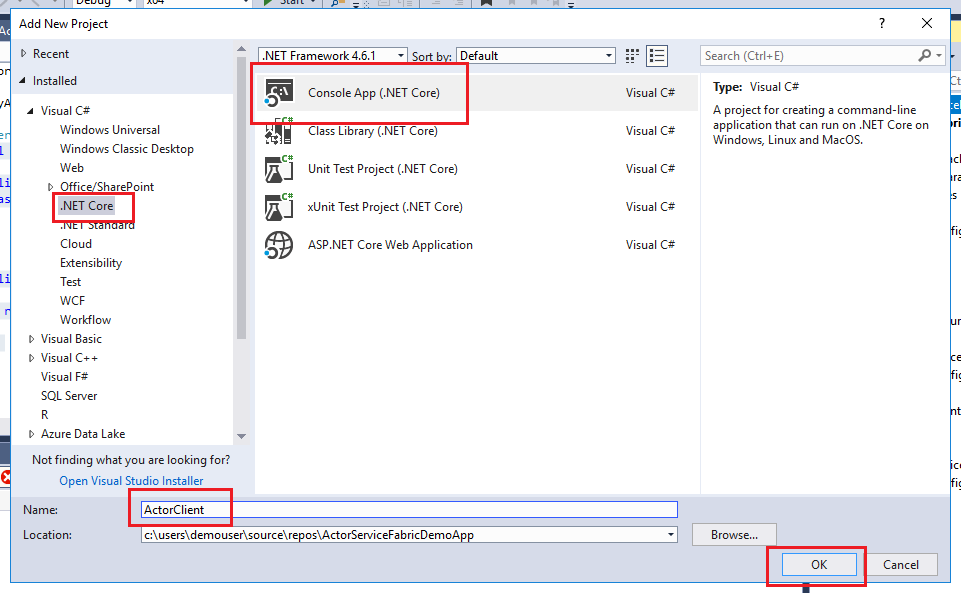 Debug x64 Start
Add New Project
?
Recent
Installed
Visual C#
Windows Universal
Windows Classic Desktop
Web
Office/SharePoint
.NET Core
.NET Standard
Cloud
Extensibility
Test
WCF
Workflow
Visual Basic
Visual C++
Visual F#
SQL Server
R
Azure Data Lake
Not finding what you are looking for?
Open Visual Studio Installer
.NET Framework 4.6.1 Sort by: Default
Search (Ctrl+E)
Console App (.NET Core) Visual C#
Class Library (.NET Core) Visual C#
Unit Test Project (.NET Core) Visual C#
xUnit Test Project (.NET Core) Visual C#
ASP.NET Core Web Application Visual C#
Type: Visual C#
A project for creating a command-line
application that can run on .NET Core on
Windows, Linux and MacOS.
Name: ActorClient
Location: c:\users\demouser\source\repos\ActorServiceFabricDemoApp
Browse...
OK Cancel